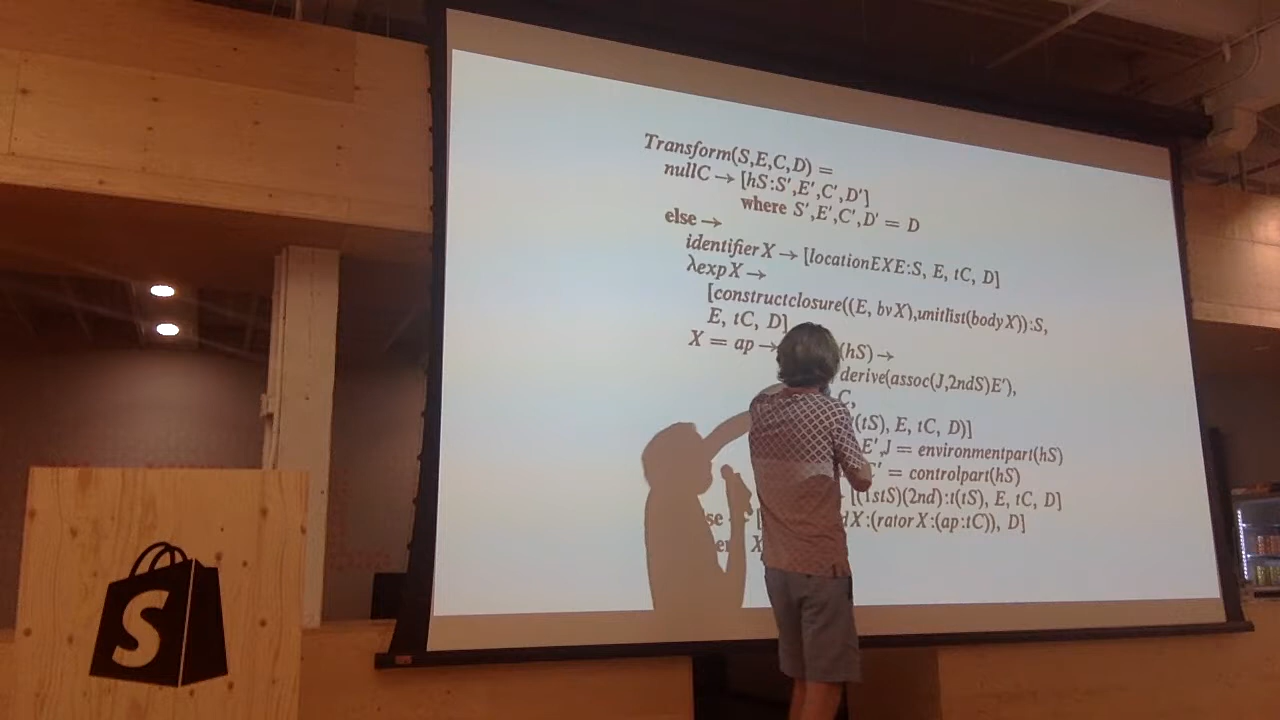 Transform(S,E,C,D) =
nullC → [hS:S′,E′,C′,D′]
where S′,E′,C′,D′ = D
else →
identifierX → [locationEXE:S, E, tC, D]
λexpX →
[constructclosure((E, bvX),unitlist(bodyX)):S,
E, tC, D]
X = ap → (hS) →
derive(assoc(J,2ndS)E′),
C,
(tS), E, tC, D)]
E′,J = environmentpart(hS)
C′ = controlpart(hS)
[(1stS)(2nd):t(tS), E, tC, D]
X:(ratorX:(ap:tC)), D]
X
S